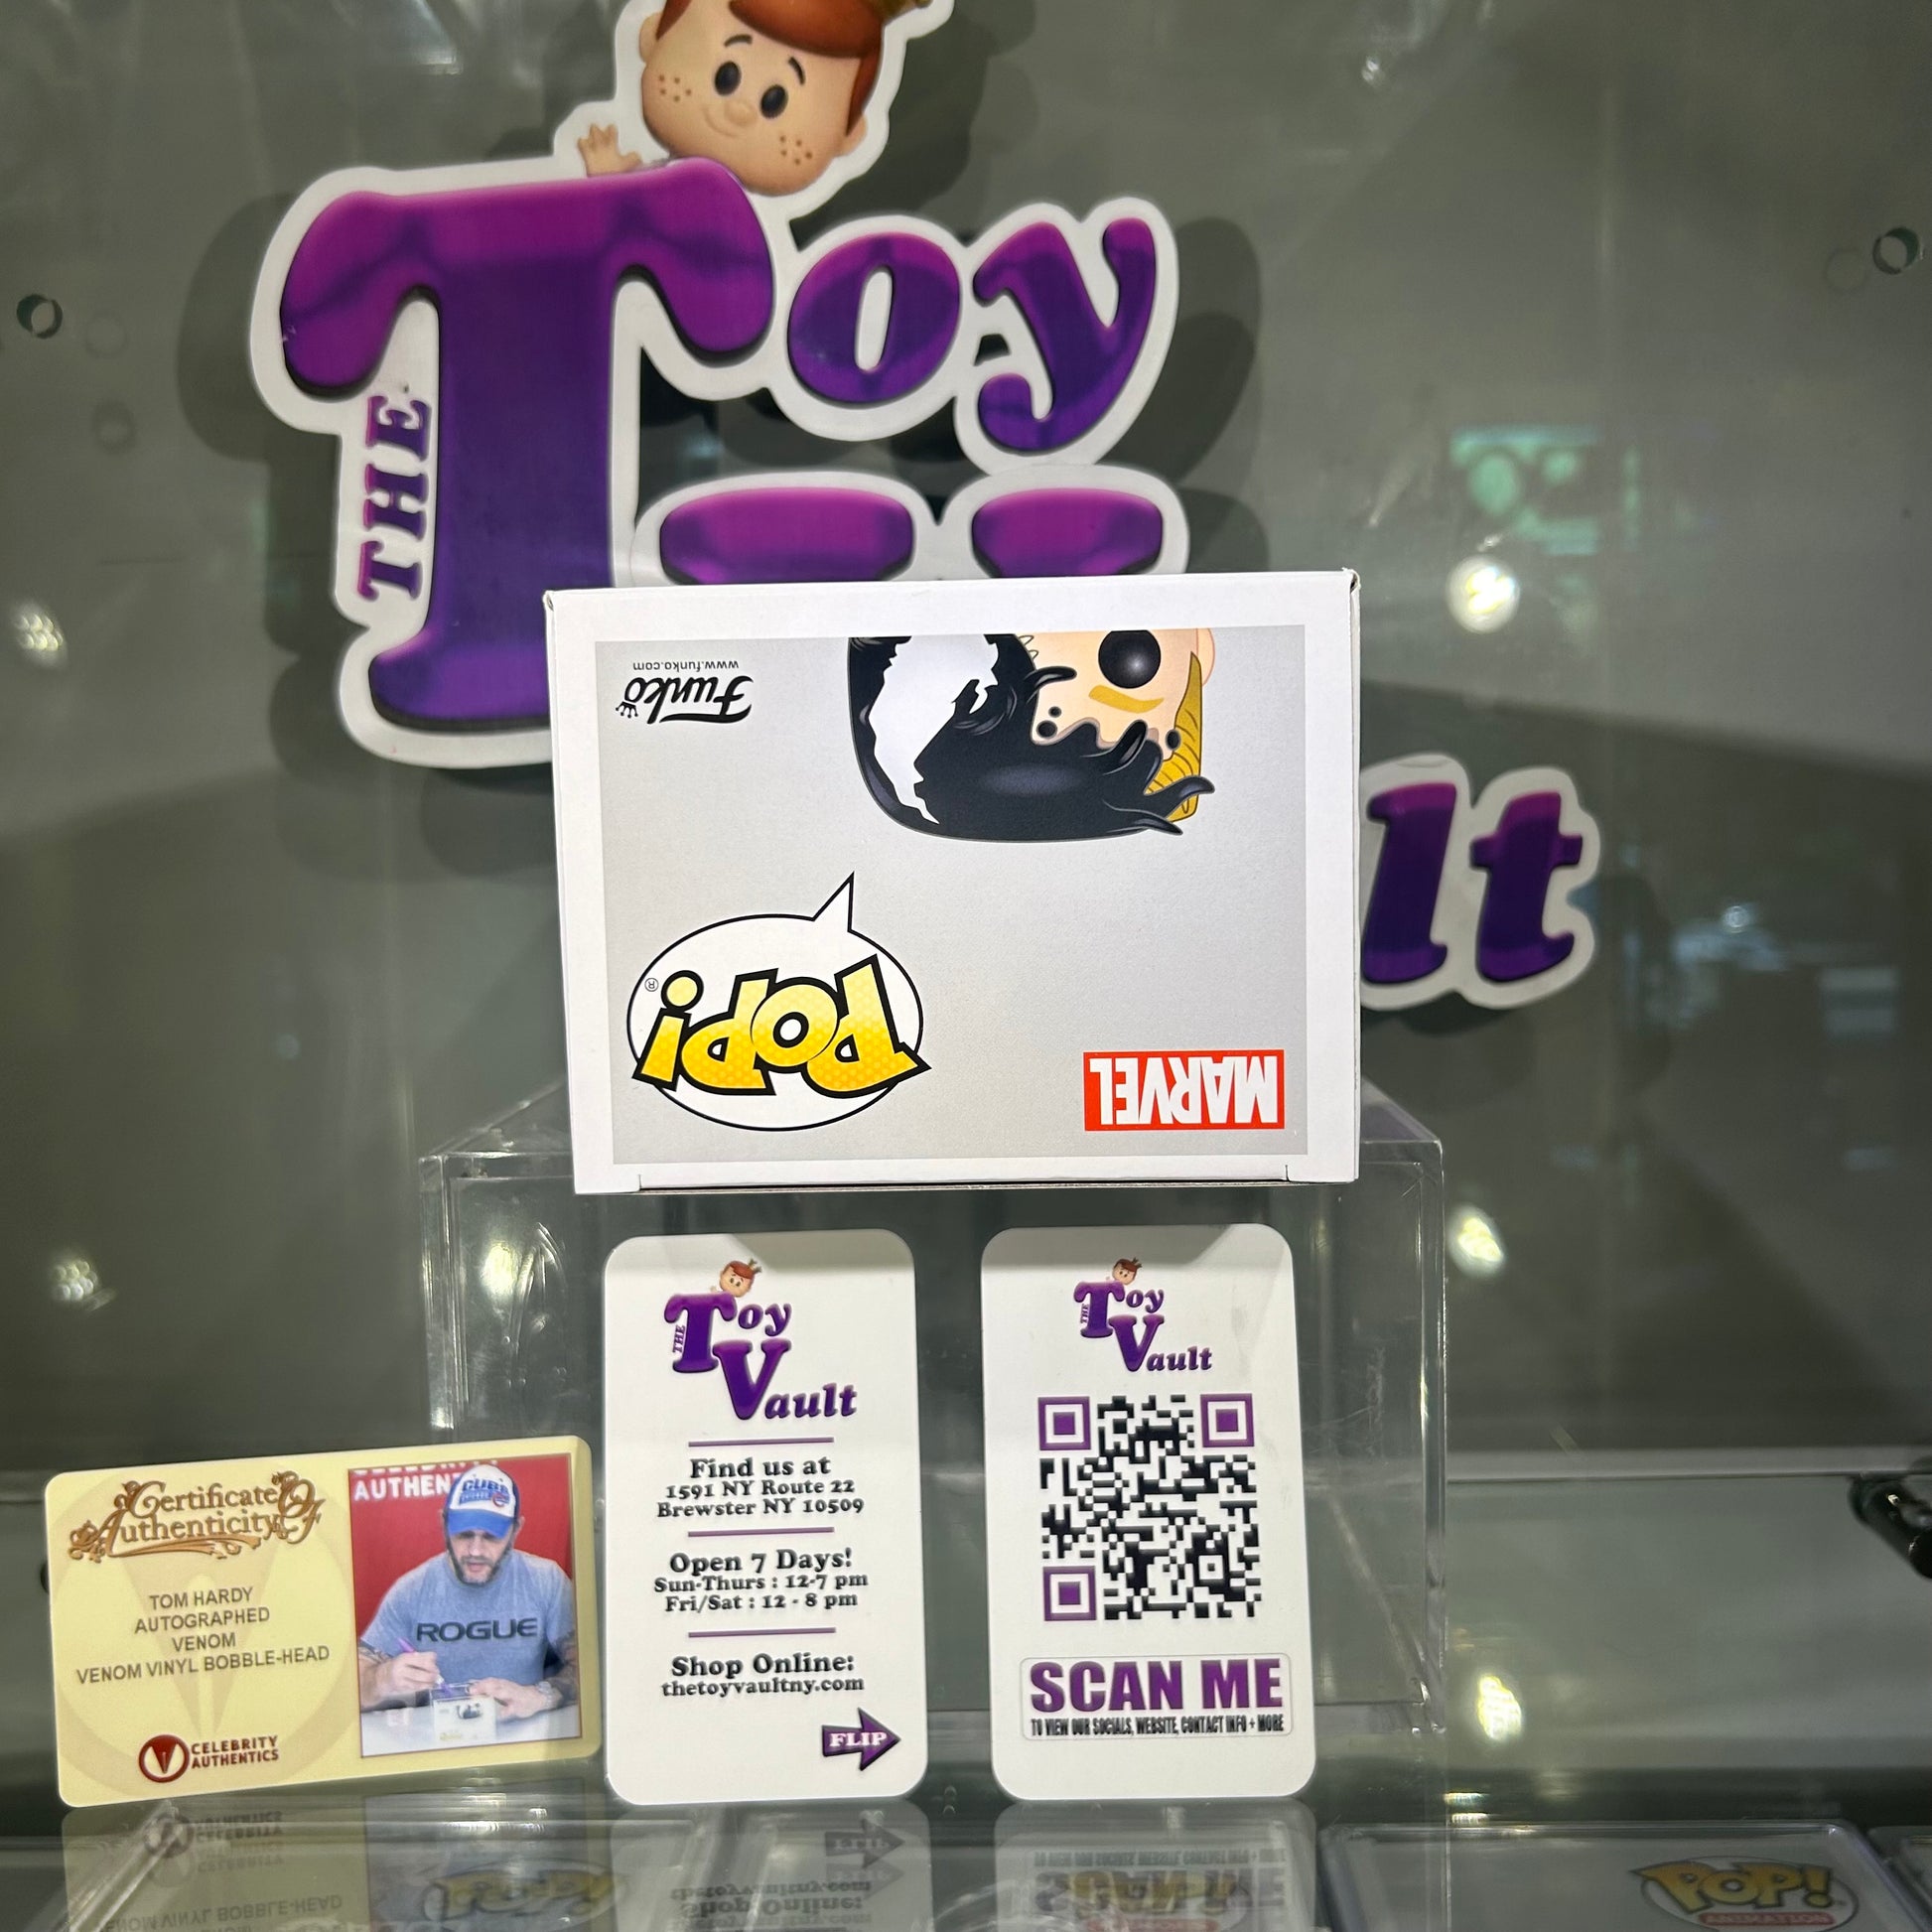 THE Toy
lt
www.funko.com
Funko
POP!
®
MARVEL
Certificate Of
Authenticity
TOM HARDY
AUTOGRAPHED
VENOM
VENOM VINYL BOBBLE-HEAD
CELEBRITY
AUTHENTICS
ROGUE
THE Toy
Vault
Find us at
1591 NY Route 22
Brewster NY 10509
Open 7 Days!
Sun-Thurs : 12-7 pm
Fri/Sat : 12 - 8 pm
Shop Online:
thetoyvaultny.com
FLIP
THE Toy
Vault
SCAN ME
TO VIEW OUR SOCIALS, WEBSITE, CONTACT INFO + MORE
POP!
ANIMATION